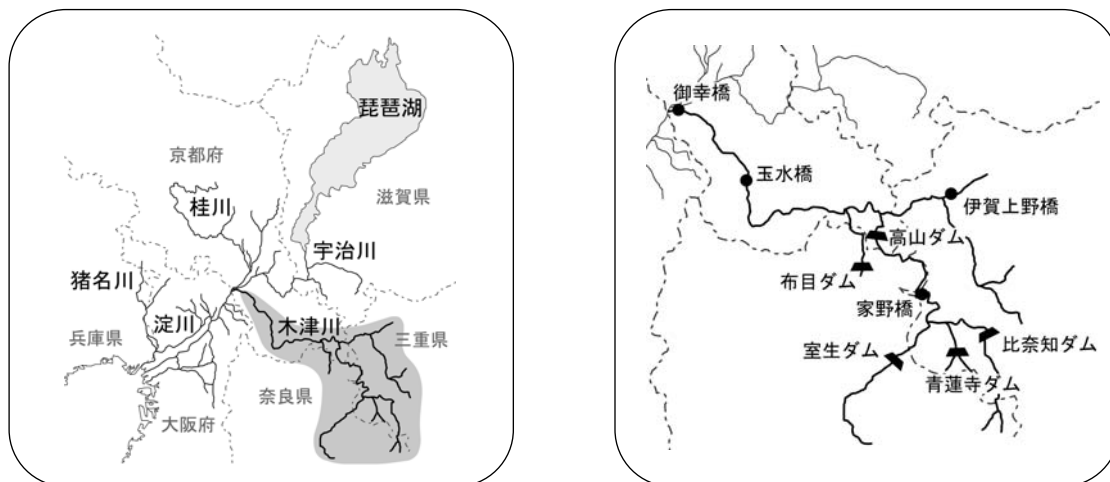 琵琶湖
京都府
滋賀県
桂川
宇治川
猪名川
淀川
木津川
兵庫県
三重県
奈良県
大阪府
御幸橋
玉水橋
伊賀上野橋
高山ダム
布目ダム
家野橋
比奈知ダム
室生ダム
青蓮寺ダム